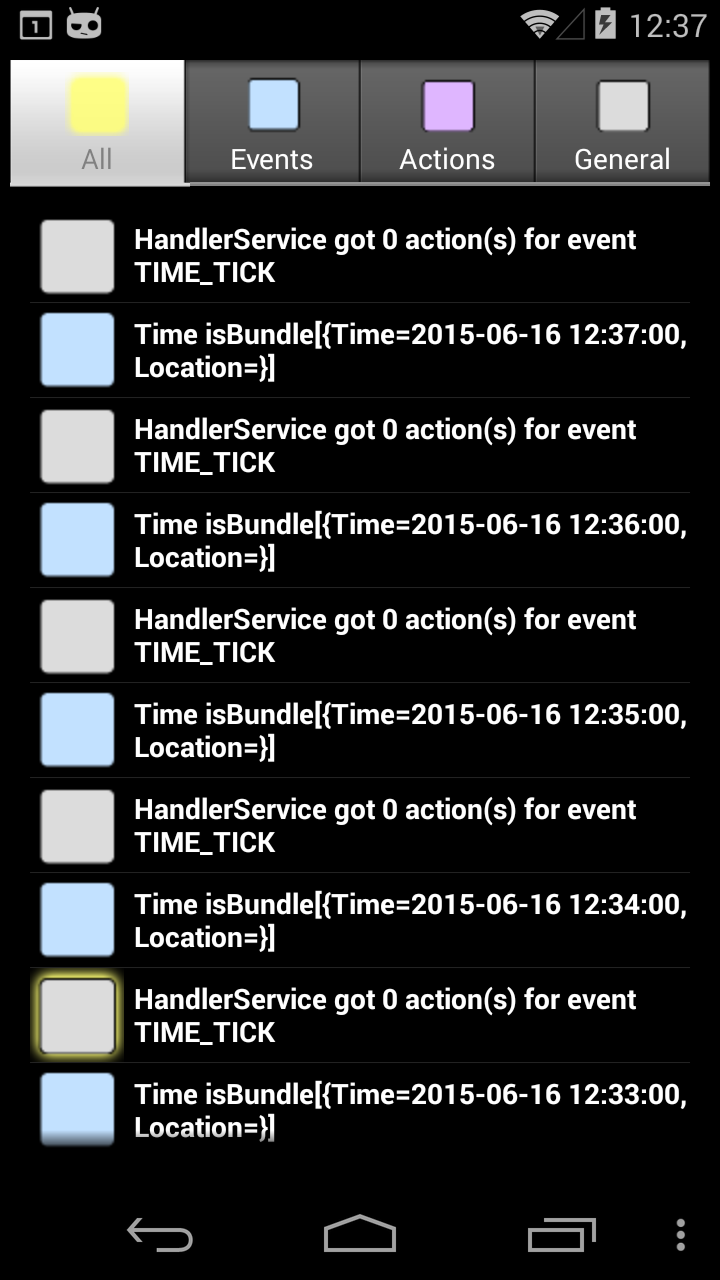 1
12:37
All
Events
Actions
General
HandlerService got 0 action(s) for event
TIME_TICK
Time isBundle[{Time=2015-06-16 12:37:00,
Location=}]
HandlerService got 0 action(s) for event
TIME_TICK
Time isBundle[{Time=2015-06-16 12:36:00,
Location=}]
HandlerService got 0 action(s) for event
TIME_TICK
Time isBundle[{Time=2015-06-16 12:35:00,
Location=}]
HandlerService got 0 action(s) for event
TIME_TICK
Time isBundle[{Time=2015-06-16 12:34:00,
Location=}]
HandlerService got 0 action(s) for event
TIME_TICK
Time isBundle[{Time=2015-06-16 12:33:00,
Location=}]